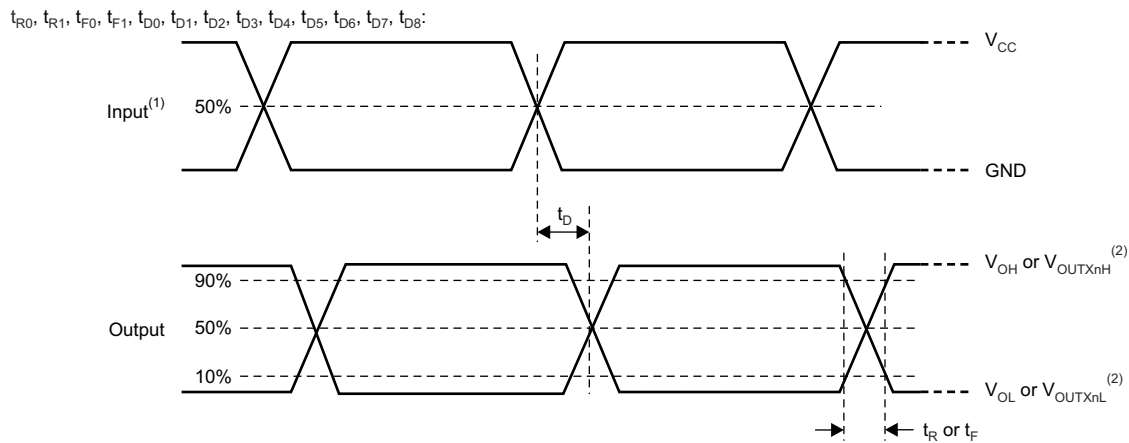 tR0, tR1, tF0, tF1, tD0, tD1, tD2, tD3, tD4, tD5, tD6, tD7, tD8:
VCC
Input(1)
50%
GND
tD
VOH or VOUTXnH(2)
90%
Output
50%
10%
VOL or VOUTXnL(2)
tR or tF